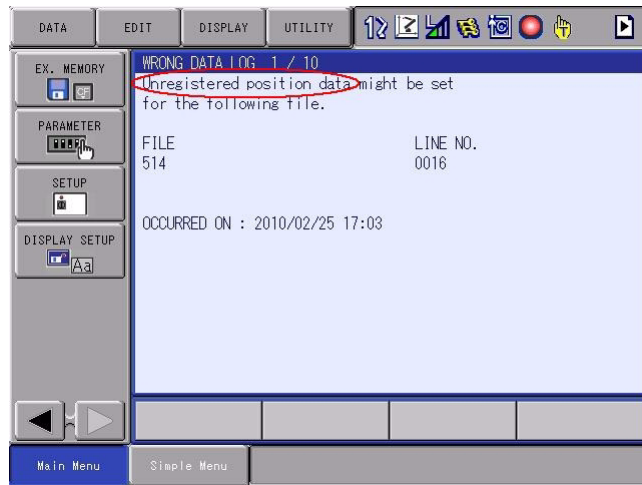 DATA
EDIT
DISPLAY
UTILITY
EX. MEMORY
CF
PARAMETER
SETUP
DISPLAY SETUP
Aa
WRONG DATA LOG 1 / 10
Unregistered position data might be set
for the following file.
FILE
LINE NO.
514
0016
OCCURRED ON : 2010/02/25 17:03
Main Menu
Simple Menu